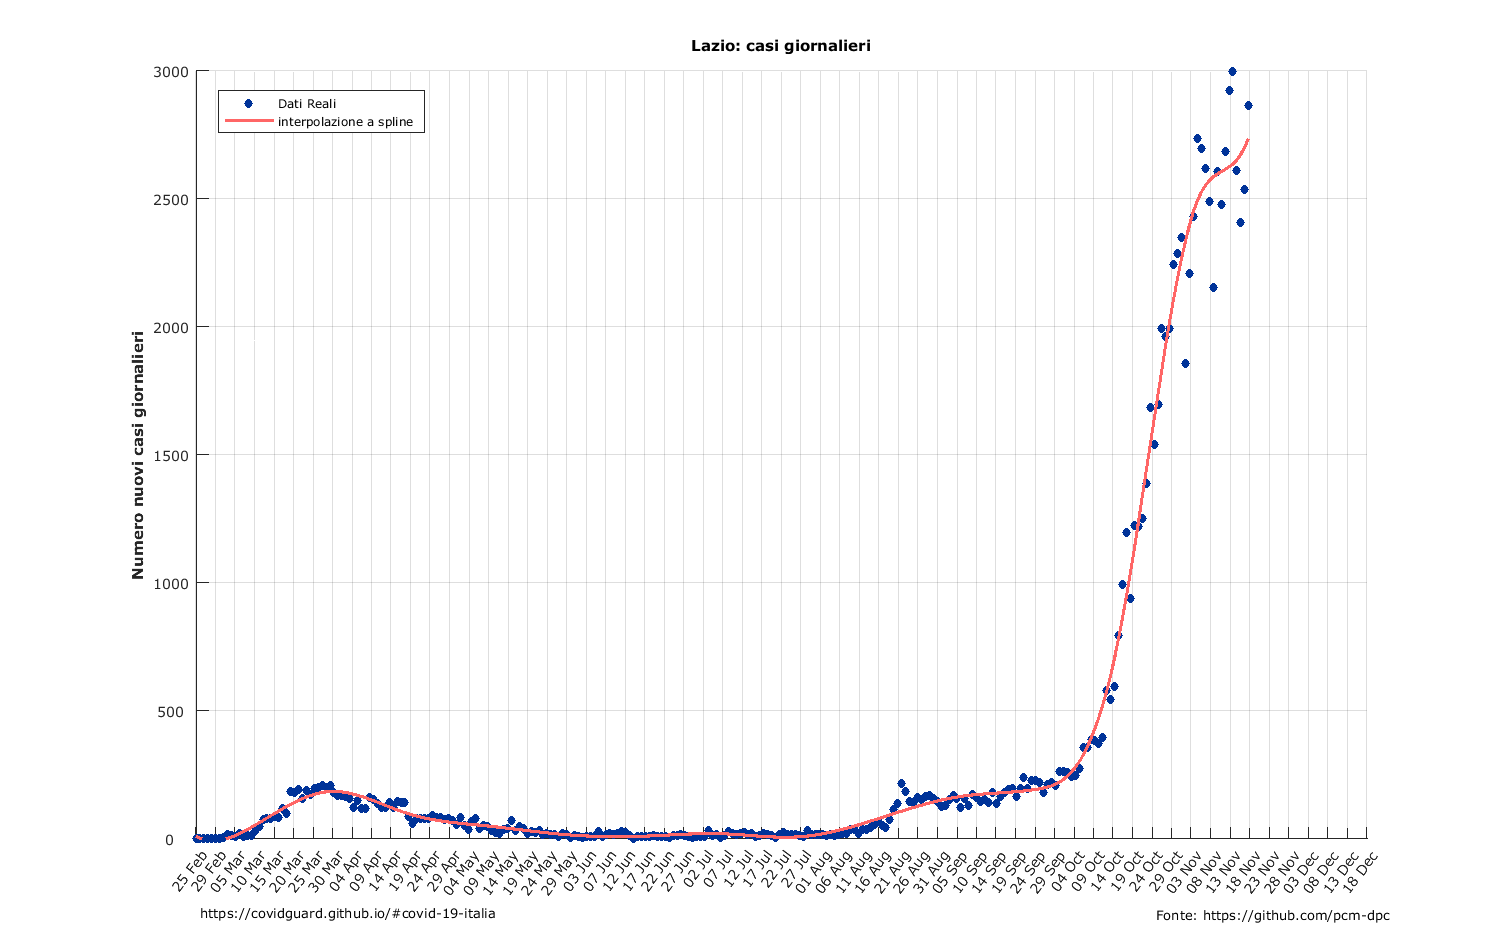 Lazio: casi giornalieri
Dati Reali
interpolazione a spline
Numero nuovi casi giornalieri
3000
2500
2000
1500
1000
500
0
25 Feb
29 Feb
05 Mar
10 Mar
15 Mar
20 Mar
25 Mar
30 Mar
04 Apr
09 Apr
14 Apr
19 Apr
24 Apr
29 Apr
04 May
09 May
14 May
19 May
24 May
29 May
03 Jun
07 Jun
12 Jun
17 Jun
22 Jun
27 Jun
02 Jul
07 Jul
12 Jul
17 Jul
22 Jul
27 Jul
01 Aug
06 Aug
11 Aug
16 Aug
21 Aug
26 Aug
31 Aug
05 Sep
10 Sep
14 Sep
19 Sep
24 Sep
29 Sep
04 Oct
09 Oct
14 Oct
19 Oct
24 Oct
29 Oct
03 Nov
08 Nov
13 Nov
18 Nov
23 Nov
28 Nov
03 Dec
08 Dec
13 Dec
18 Dec
https://covidguard.github.io/#covid-19-italia
Fonte: https://github.com/pcm-dpc